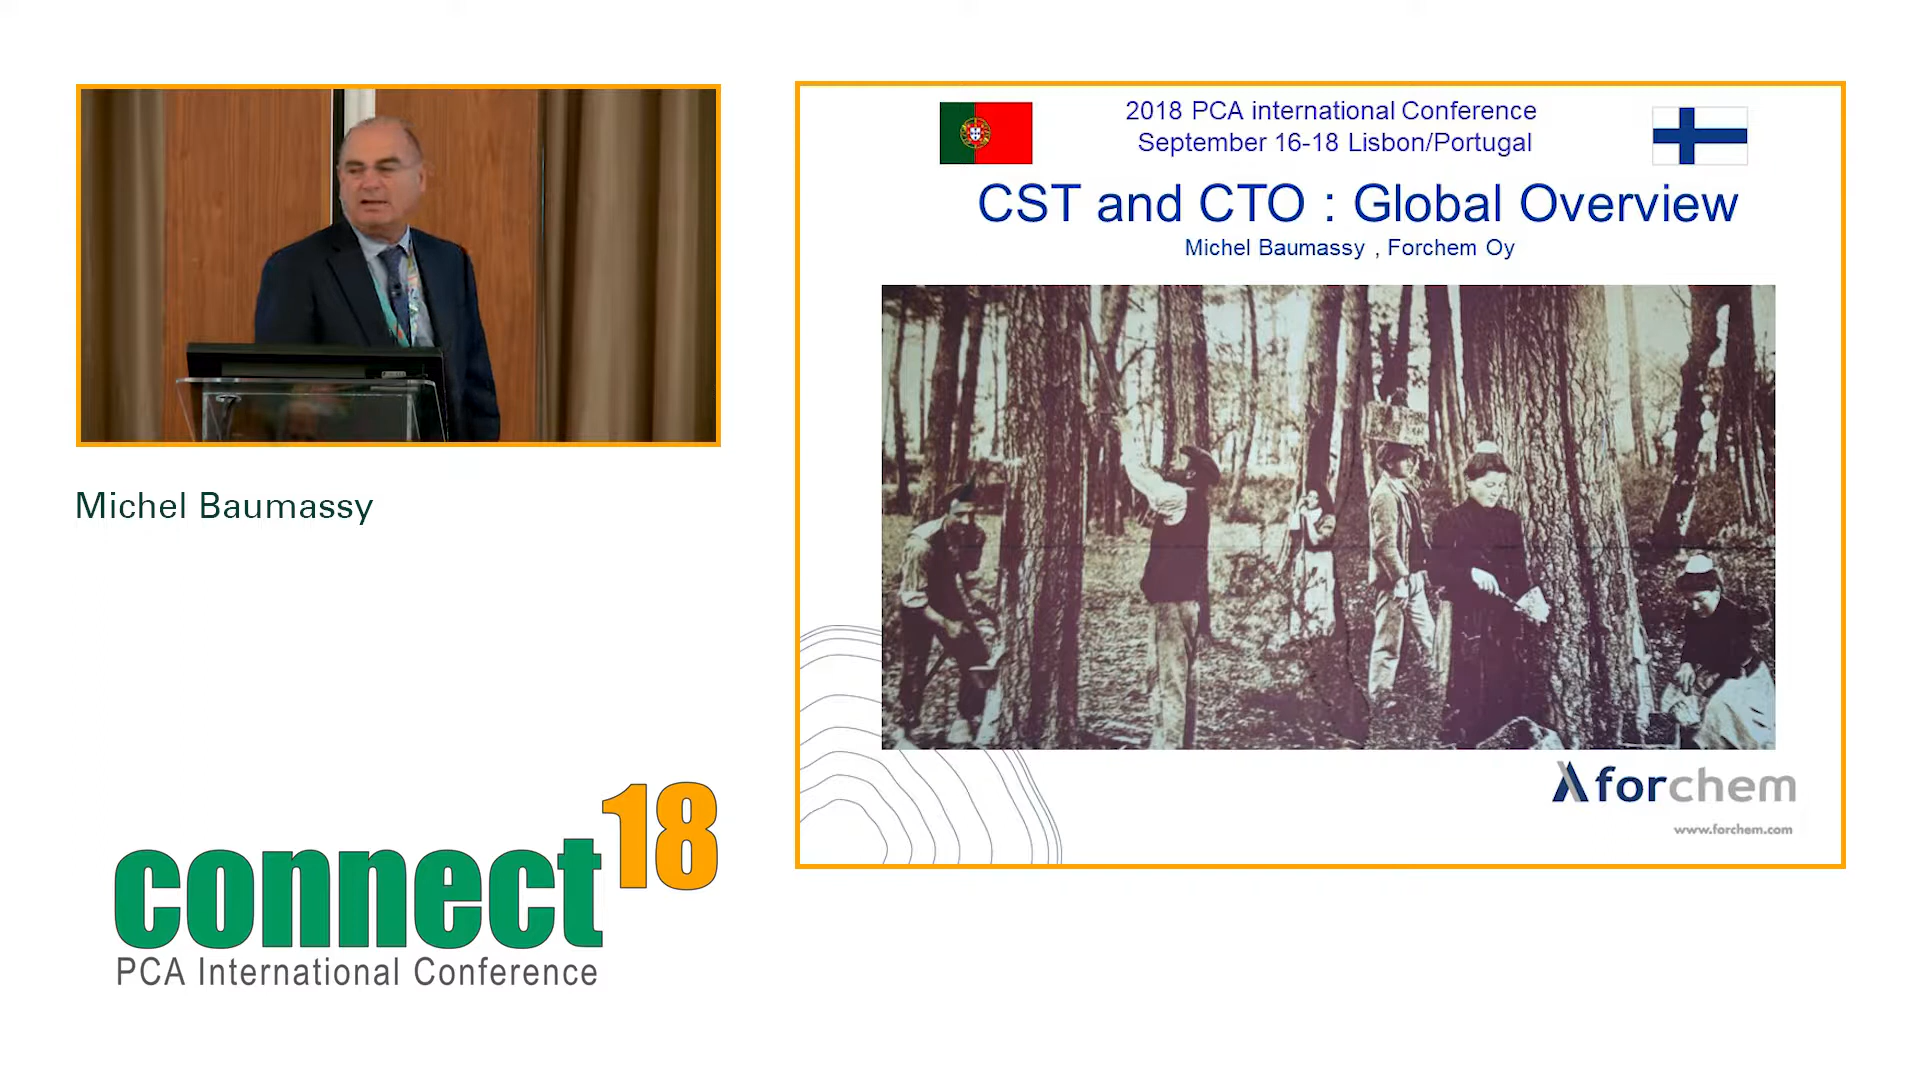 2018 PCA international Conference
September 16-18 Lisbon/Portugal
CST and CTO : Global Overview
Michel Baumassy , Forchem Oy
forchem
www.forchem.com
Michel Baumassy
connect18
PCA International Conference